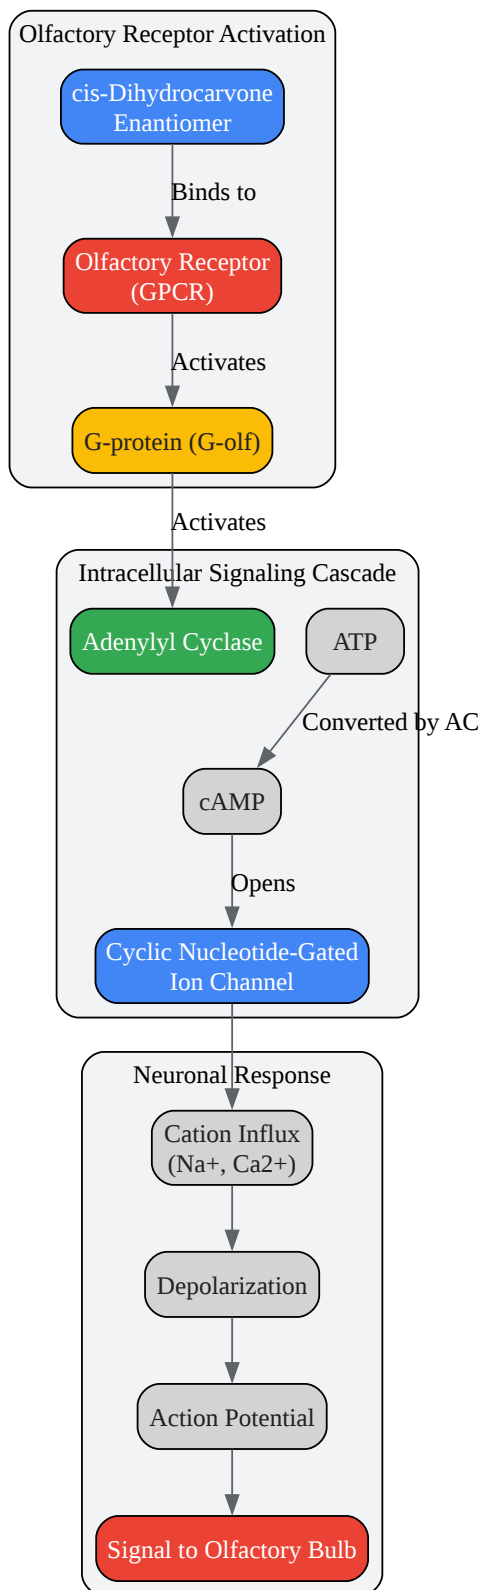 Olfactory Receptor Activation
cis-Dihydrocarvone
Enantiomer
Binds to
Olfactory Receptor
(GPCR)
Activates
G-protein (G-olf)
Activates
Intracellular Signaling Cascade
Adenylyl Cyclase
ATP
Converted by AC
cAMP
Opens
Cyclic Nucleotide-Gated
Ion Channel
Neuronal Response
Cation Influx
(Na+, Ca2+)
Depolarization
Action Potential
Signal to Olfactory Bulb